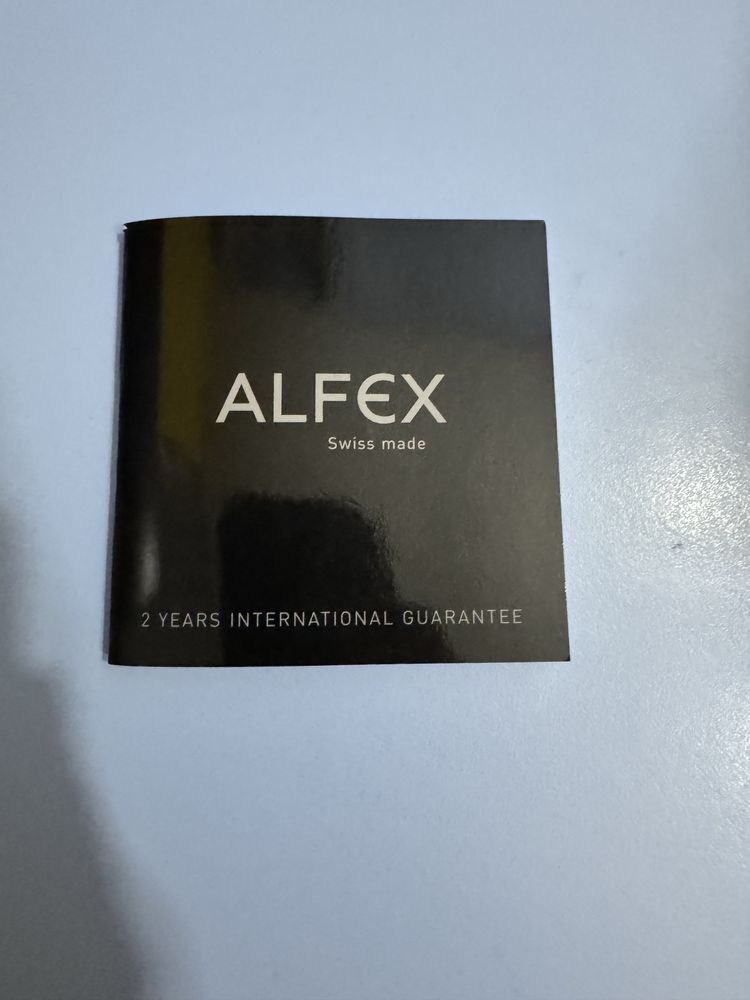 ALFEX
Swiss made
2 YEARS INTERNATIONAL GUARANTEE